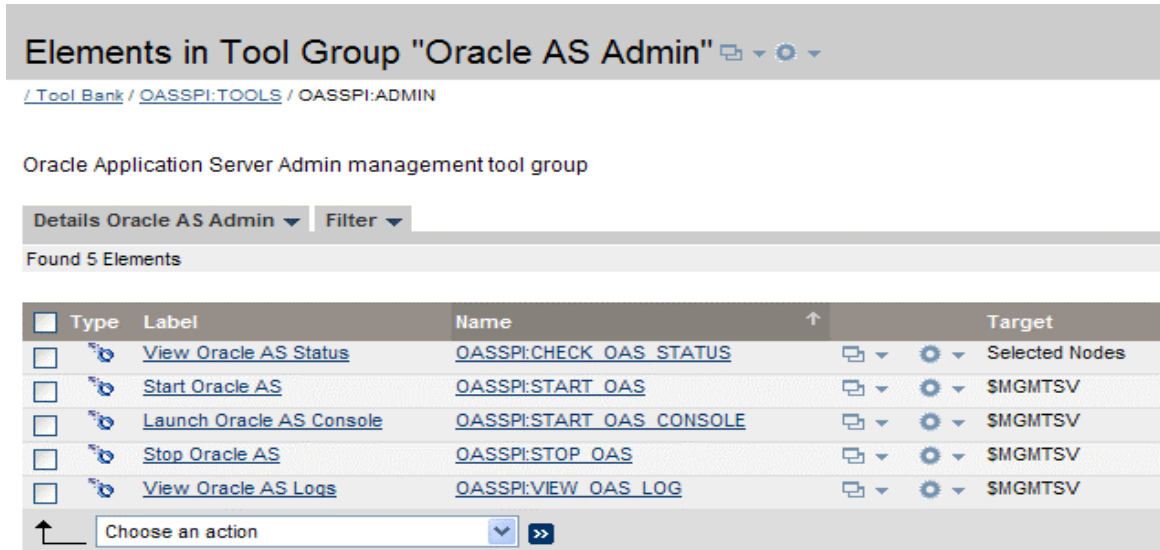 Elements in Tool Group "Oracle AS Admin"
/ Tool Bank / OASSPI:TOOLS / OASSPI:ADMIN
Oracle Application Server Admin management tool group
Details Oracle AS Admin Filter
Found 5 Elements
Type Label Name Target
View Oracle AS Status OASSPI:CHECK_OAS_STATUS Selected Nodes
Start Oracle AS OASSPI:START_OAS $MGMTSV
Launch Oracle AS Console OASSPI:START_OAS_CONSOLE $MGMTSV
Stop Oracle AS OASSPI:STOP_OAS $MGMTSV
View Oracle AS Logs OASSPI:VIEW_OAS_LOG $MGMTSV
Choose an action